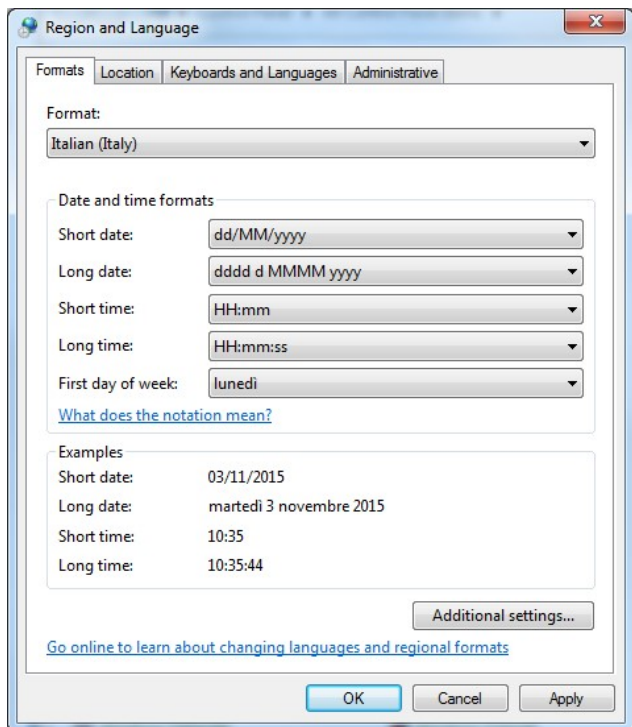 Region and Language
Formats Location Keyboards and Languages Administrative
Format:
Italian (Italy)
Date and time formats
Short date: dd/MM/yyyy
Long date: dddd d MMMM yyyy
Short time: HH:mm
Long time: HH:mm:ss
First day of week: lunedì
What does the notation mean?
Examples
Short date: 03/11/2015
Long date: martedì 3 novembre 2015
Short time: 10:35
Long time: 10:35:44
Additional settings...
Go online to learn about changing languages and regional formats
OK Cancel Apply